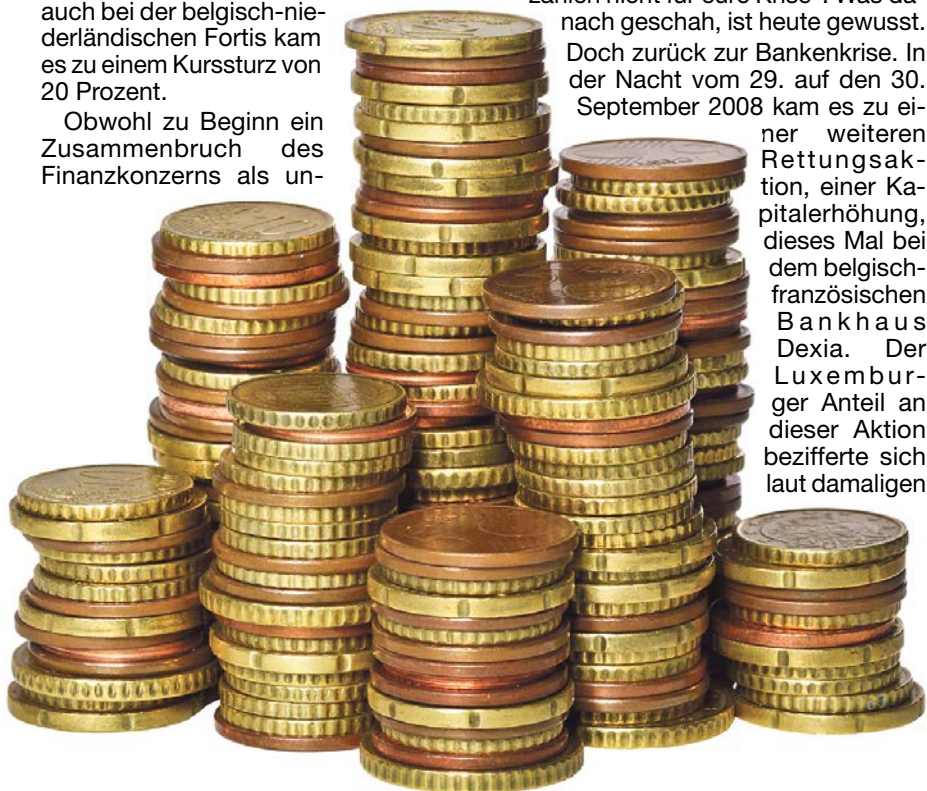 auch bei der belgisch-nie-
derländischen Fortis kam
es zu einem Kurssturz von
20 Prozent.
Obwohl zu Beginn ein
Zusammenbruch des
Finanzkonzerns als un-
nach geschah, ist heute gewusst.
Doch zurück zur Bankenkrise. In
der Nacht vom 29. auf den 30.
September 2008 kam es zu ei-
ner weiteren
Rettungsak-
tion, einer Ka-
pitalerhöhung,
dieses Mal bei
dem belgisch-
französischen
Bankhaus
Dexia. Der
Luxembur-
ger Anteil an
dieser Aktion
bezifferte sich
laut damaligen